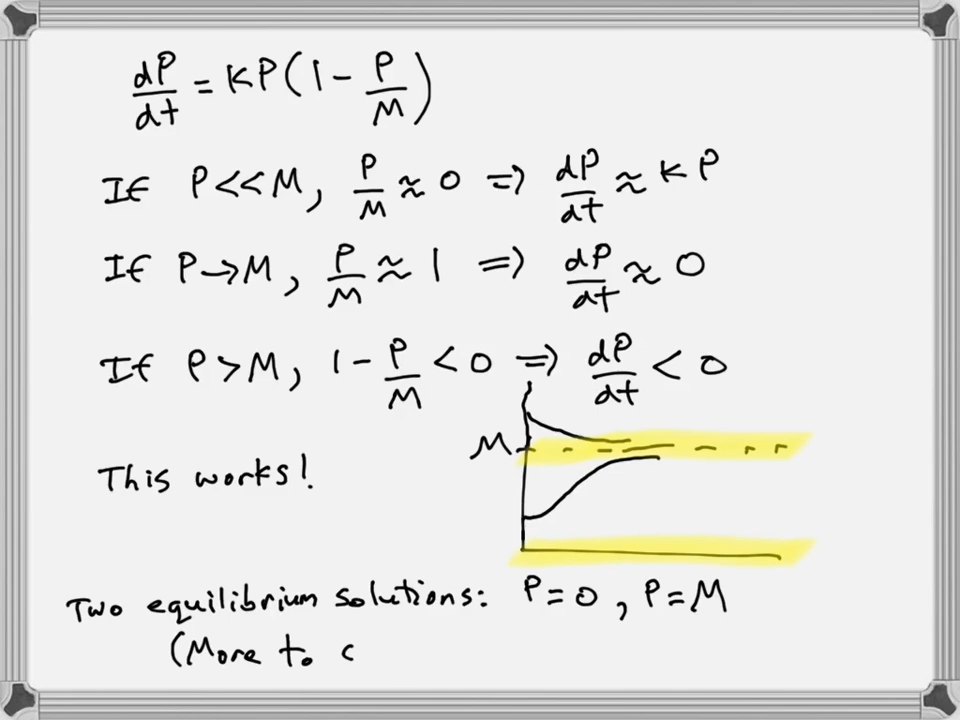 dP/dt = kP(1 - P/M)
If P<<M, P/M ≈ 0 => dP/dt ≈ kP
If P→M, P/M ≈ 1 => dP/dt ≈ 0
If P>M, 1 - P/M < 0 => dP/dt < 0
M
This works!
Two equilibrium solutions: P=0, P=M
(More to c